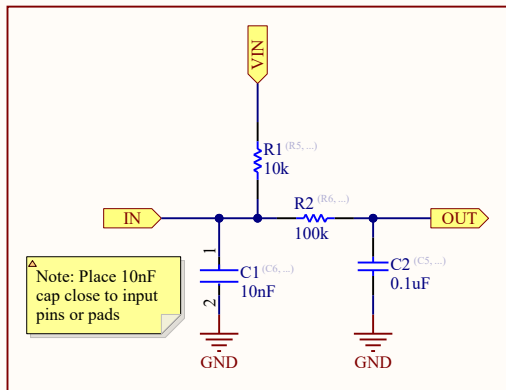 VIN
R1 (R5, ...)
10k
IN
R2 (R6, ...)
100k
OUT
1
C1 (C6, ...)
10nF
2
C2 (C5, ...)
0.1uF
Note: Place 10nF
cap close to input
pins or pads
GND
GND